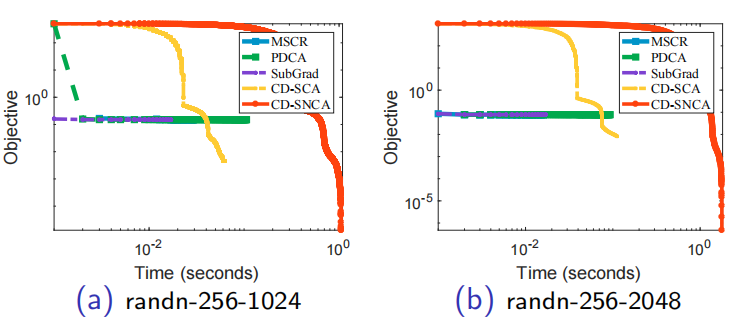 MSCR
PDCA
SubGrad
CD-SCA
CD-SNCA
Objective
10^0
10^-2
10^0
Time (seconds)
(a) randn-256-1024
MSCR
PDCA
SubGrad
CD-SCA
CD-SNCA
Objective
10^0
10^-5
10^-2
10^0
Time (seconds)
(b) randn-256-2048